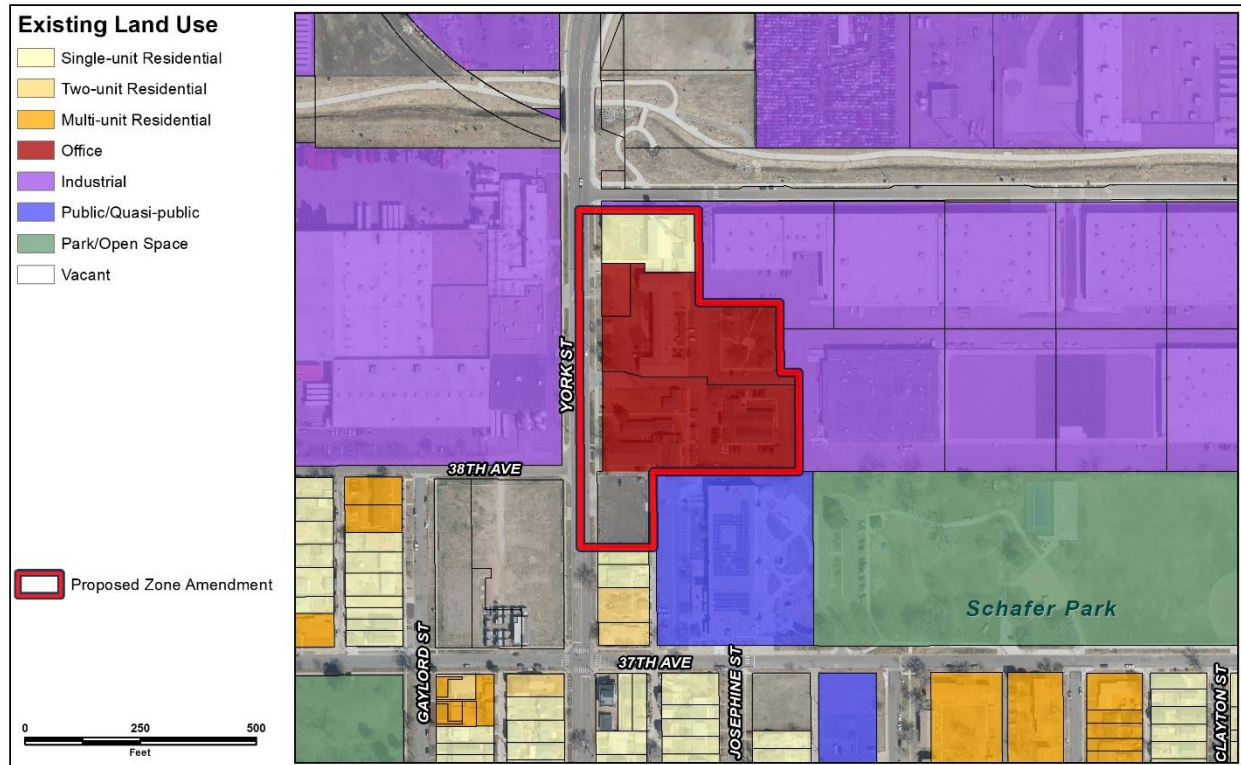 Existing Land Use
Single-unit Residential
Two-unit Residential
Multi-unit Residential
Office
Industrial
Public/Quasi-public
Park/Open Space
Vacant
Proposed Zone Amendment
0 250 500
Feet
YORK ST
38TH AVE
Schafer Park
37TH AVE
GAYLORD ST
JOSEPHINE ST
CLAYTON ST